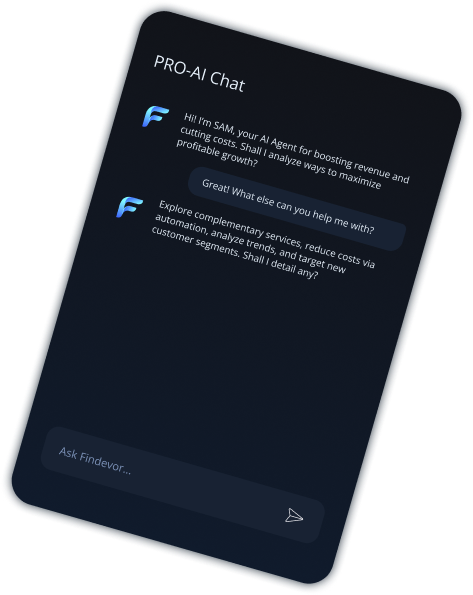 PRO-AI Chat
Hi! I'm SAM, your AI Agent for boosting revenue and
cutting costs. Shall I analyze ways to maximize
profitable growth?
Great! What else can you help me with?
Explore complementary services, reduce costs via
automation, analyze trends, and target new
customer segments. Shall I detail any?
Ask Findevor...